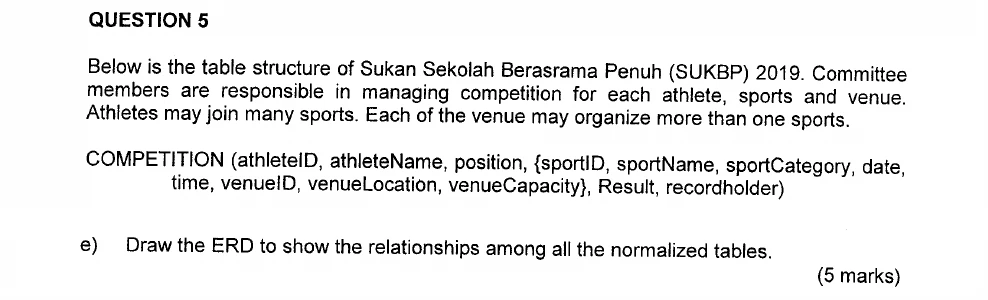 QUESTION 5
Below is the table structure of Sukan Sekolah Berasrama Penuh (SUKBP) 2019. Committee
members are responsible in managing competition for each athlete, sports and venue.
Athletes may join many sports. Each of the venue may organize more than one sports.
COMPETITION (athleteID, athleteName, position, {sportID, sportName, sportCategory, date,
time, venueID, venueLocation, venueCapacity}, Result, recordholder)
e) Draw the ERD to show the relationships among all the normalized tables.
(5 marks)